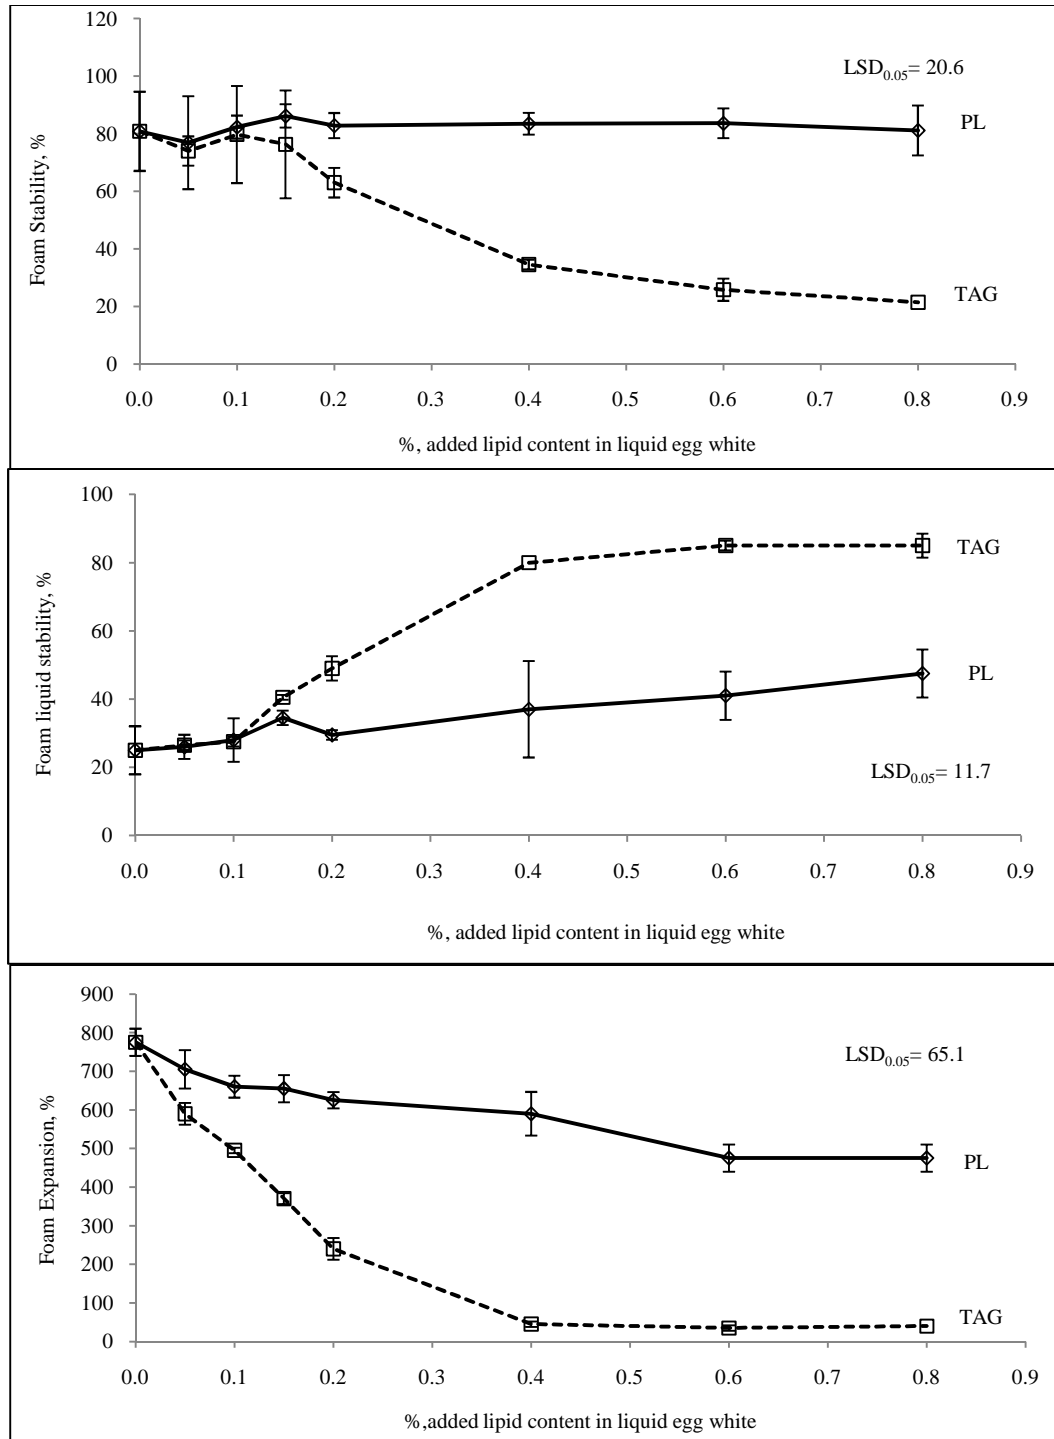 120
100
80
60
40
20
0
Foam Stability, %
LSD0.05= 20.6
PL
TAG
0.0 0.1 0.2 0.3 0.4 0.5 0.6 0.7 0.8 0.9
%, added lipid content in liquid egg white
100
80
60
40
20
0
Foam liquid stability, %
TAG
PL
LSD0.05= 11.7
0.0 0.1 0.2 0.3 0.4 0.5 0.6 0.7 0.8 0.9
%, added lipid content in liquid egg white
900
800
700
600
500
400
300
200
100
0
Foam Expansion, %
LSD0.05= 65.1
PL
TAG
0.0 0.1 0.2 0.3 0.4 0.5 0.6 0.7 0.8 0.9
%,added lipid content in liquid egg white